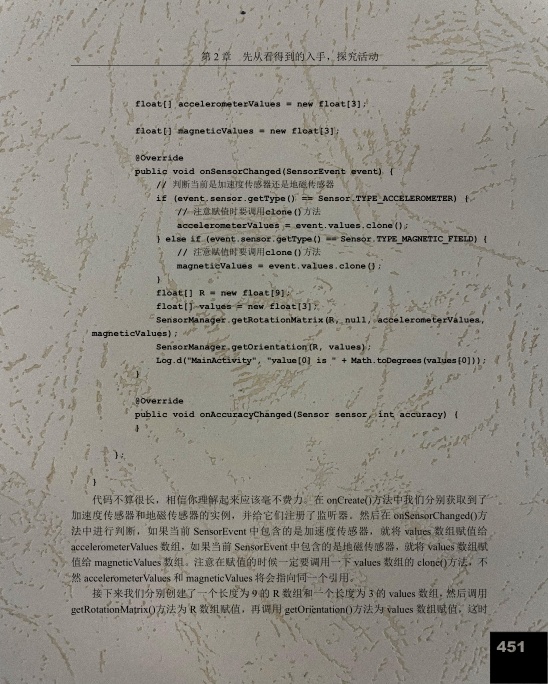 第 2 章 先从看得到的入手，探究活动
float[] accelerometerValues = new float[3];
float[] magneticValues = new float[3];
@Override
public void onSensorChanged(SensorEvent event) {
// 判断当前是加速度传感器还是地磁传感器
if (event.sensor.getType() == Sensor.TYPE_ACCELEROMETER) {
// 注意赋值时要调用clone()方法
accelerometerValues = event.values.clone();
} else if (event.sensor.getType() == Sensor.TYPE_MAGNETIC_FIELD) {
// 注意赋值时要调用clone()方法
magneticValues = event.values.clone();
}
float[] R = new float[9];
float[] values = new float[3];
SensorManager.getRotationMatrix(R, null, accelerometerValues,
magneticValues);
SensorManager.getOrientation(R, values);
Log.d("MainActivity", "value[0] is " + Math.toDegrees(values[0]));
}
@Override
public void onAccuracyChanged(Sensor sensor, int accuracy) {
}
};
}
代码不算很长，相信你理解起来应该毫不费力。在 onCreate()方法中我们分别获取到了
加速度传感器和地磁传感器的实例，并给它们注册了监听器。然后在 onSensorChanged()方
法中进行判断，如果当前 SensorEvent 中包含的是加速度传感器，就将 values 数组赋值给
accelerometerValues 数组，如果当前 SensorEvent 中包含的是地磁传感器，就将 values 数组赋
值给 magneticValues 数组。注意在赋值的时候一定要调用一下 values 数组的 clone()方法，不
然 accelerometerValues 和 magneticValues 将会指向同一个引用。
接下来我们分别创建了一个长度为 9 的 R 数组和一个长度为 3 的 values 数组，然后调用
getRotationMatrix()方法为 R 数组赋值，再调用 getOrientation()方法为 values 数组赋值，这时
451